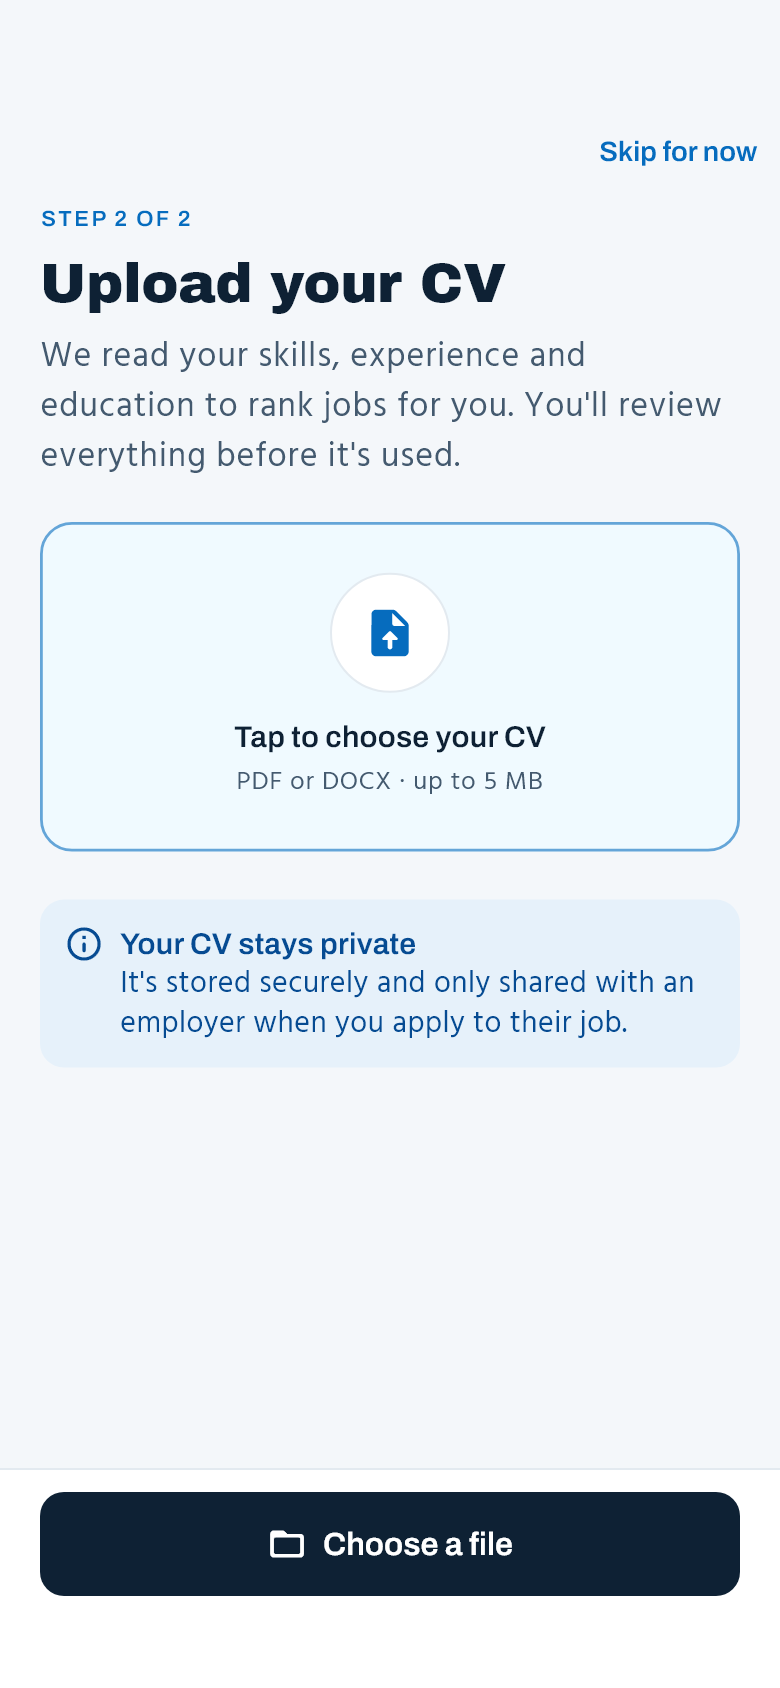 Skip for now
STEP 2 OF 2
Upload your CV
We read your skills, experience and
education to rank jobs for you. You'll review
everything before it's used.
Tap to choose your CV
PDF or DOCX · up to 5 MB
Your CV stays private
It's stored securely and only shared with an
employer when you apply to their job.
Choose a file